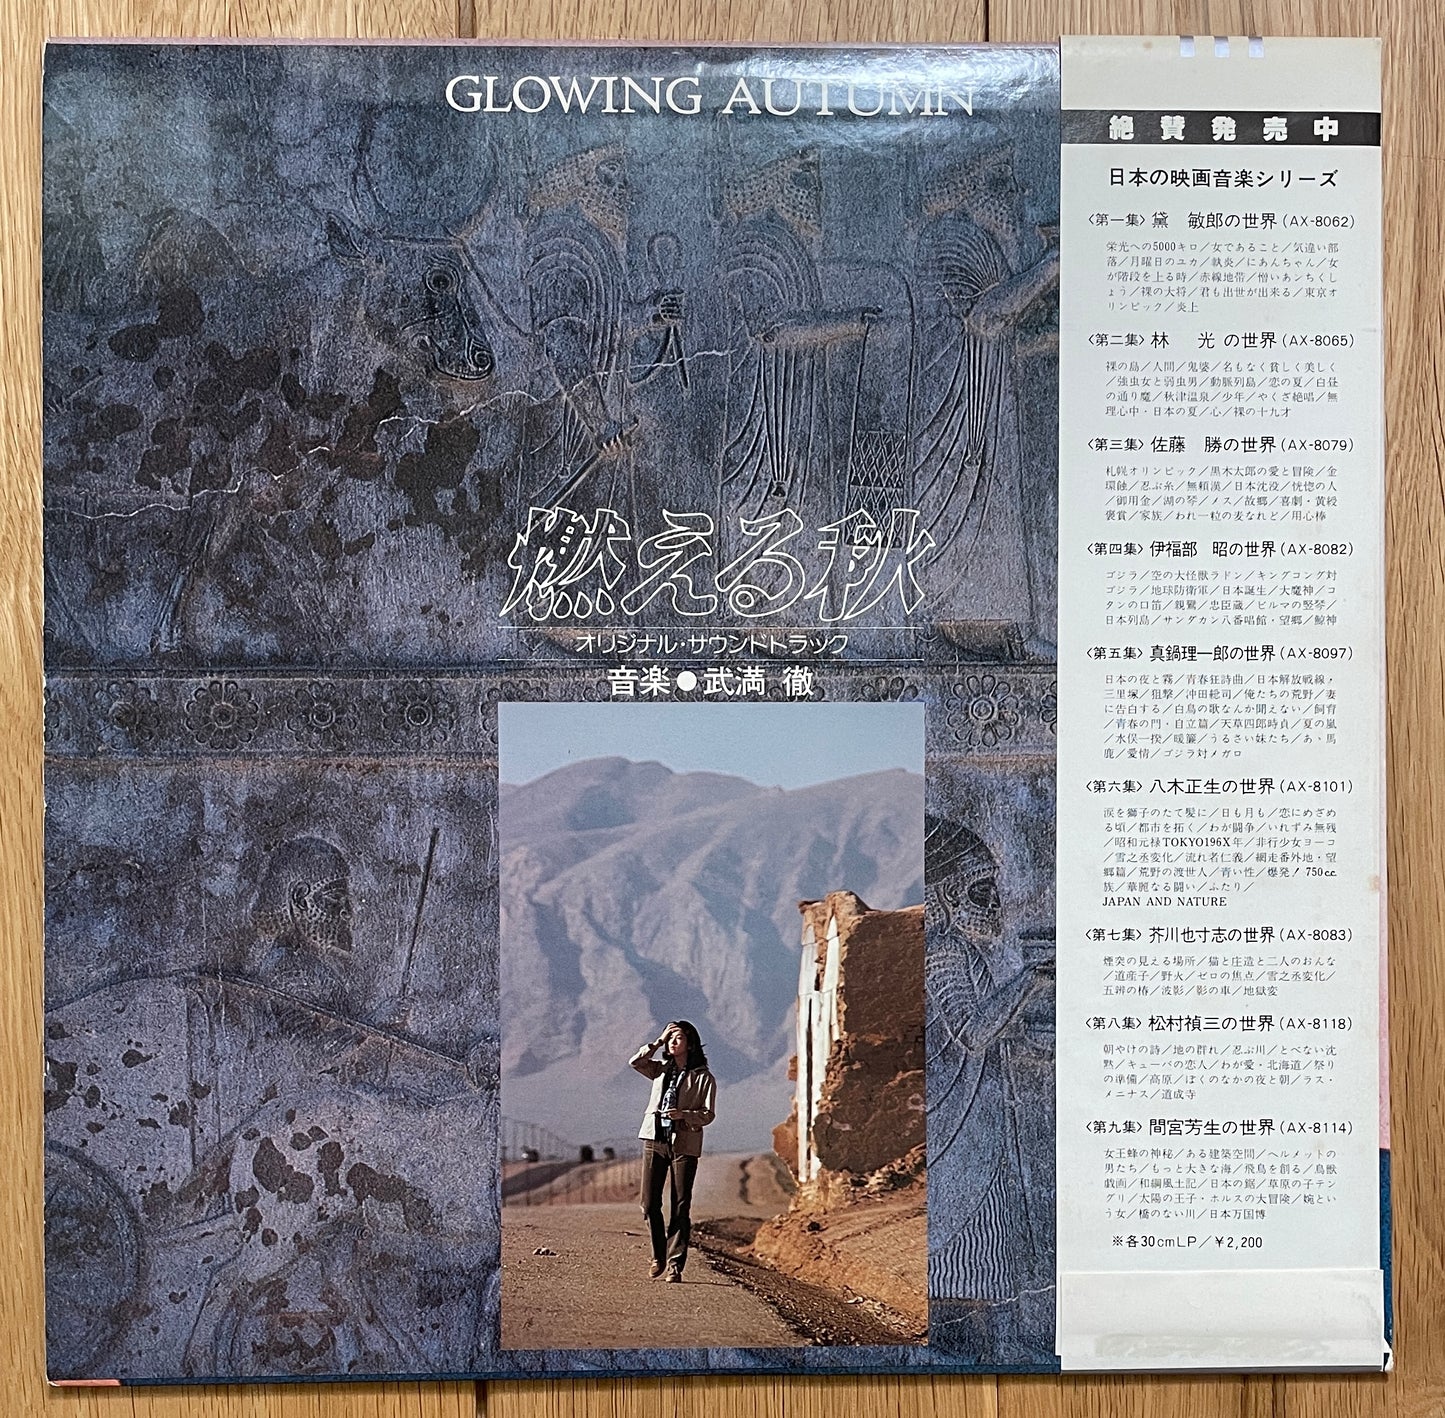 GLOWING AUTUMN
燃える秋
オリジナル・サウンドトラック
音楽●武満 徹
絶賛発売中
日本の映画音楽シリーズ
〈第一集〉黛 敏郎の世界(AX-8062)
栄光への5000キロ／女であること／気違い部
落／月曜日のユカ／執炎／にあんちゃん／女
が階段を上る時／赤線地帯／憎いあンちくし
ょう／裸の大将／君も出世が出来る／東京オ
リンピック／炎上
〈第二集〉林 光 の世界(AX-8065)
裸の島／人間／鬼婆／名もなく貧しく美しく
／強虫女と弱虫男／動脈列島／恋の夏／白昼
の通り魔／秋津温泉／少年／やくざ絶唱／無
理心中・日本の夏／心／裸の十九才
〈第三集〉佐藤 勝の世界(AX-8079)
札幌オリンピック／黒木太郎の愛と冒険／金
環蝕／忍ぶ糸／無頼漢／日本沈没／恍惚の人
／御用金／湖の琴／メス／故郷／喜劇・黄綬
褒賞／家族／われ一粒の麦なれど／用心棒
〈第四集〉伊福部 昭の世界(AX-8082)
ゴジラ／空の大怪獣ラドン／キングコング対
ゴジラ／地球防衛軍／日本誕生／大魔神／コ
タンの口笛／親鸞／忠臣蔵／ビルマの竪琴／
日本列島／サンダカン八番唱館・望郷／鯨神
〈第五集〉真鍋理一郎の世界(AX-8097)
日本の夜と霧／青春狂詩曲／日本解放戦線・
三里塚／狙撃／沖田総司／俺たちの荒野／妻
に告白する／白鳥の歌なんか聞えない／飼育
／青春の門・自立篇／天草四郎時貞／夏の嵐
／水俣一揆／暖簾／うるさい妹たち／あゝ馬
鹿／愛情／ゴジラ対メガロ
〈第六集〉八木正生の世界(AX-8101)
涙を獅子のたて髪に／日も月も／恋にめざめ
る頃／都市を拓く／わが闘争／いれずみ無残
／昭和元禄TOKYO196X年／非行少女ヨーコ
／雪之丞変化／流れ者仁義／網走番外地・望
郷篇／荒野の渡世人／青い性／爆発！750c.c.
族／華麗なる闘い／ふたり／
JAPAN AND NATURE
〈第七集〉芥川也寸志の世界(AX-8083)
煙突の見える場所／猫と庄造と二人のおんな
／道産子／野火／ゼロの焦点／雪之丞変化／
五辨の椿／波影／影の車／地獄変
〈第八集〉松村禎三の世界(AX-8118)
朝やけの詩／地の群れ／忍ぶ川／とべない沈
黙／キューバの恋人／わが愛・北海道／祭り
の準備／高原／ぼくのなかの夜と朝／ラス・
メニナス／道成寺
〈第九集〉間宮芳生の世界(AX-8114)
女王蜂の神秘／ある建築空間／ヘルメットの
男たち／もっと大きな海／飛鳥を創る／鳥獣
戯画／和鋼風土記／日本の鋸／草原の子テン
グリ／太陽の王子・ホルスの大冒険／婉とい
う女／橋のない川／日本万国博
※各30cmLP／¥2,200